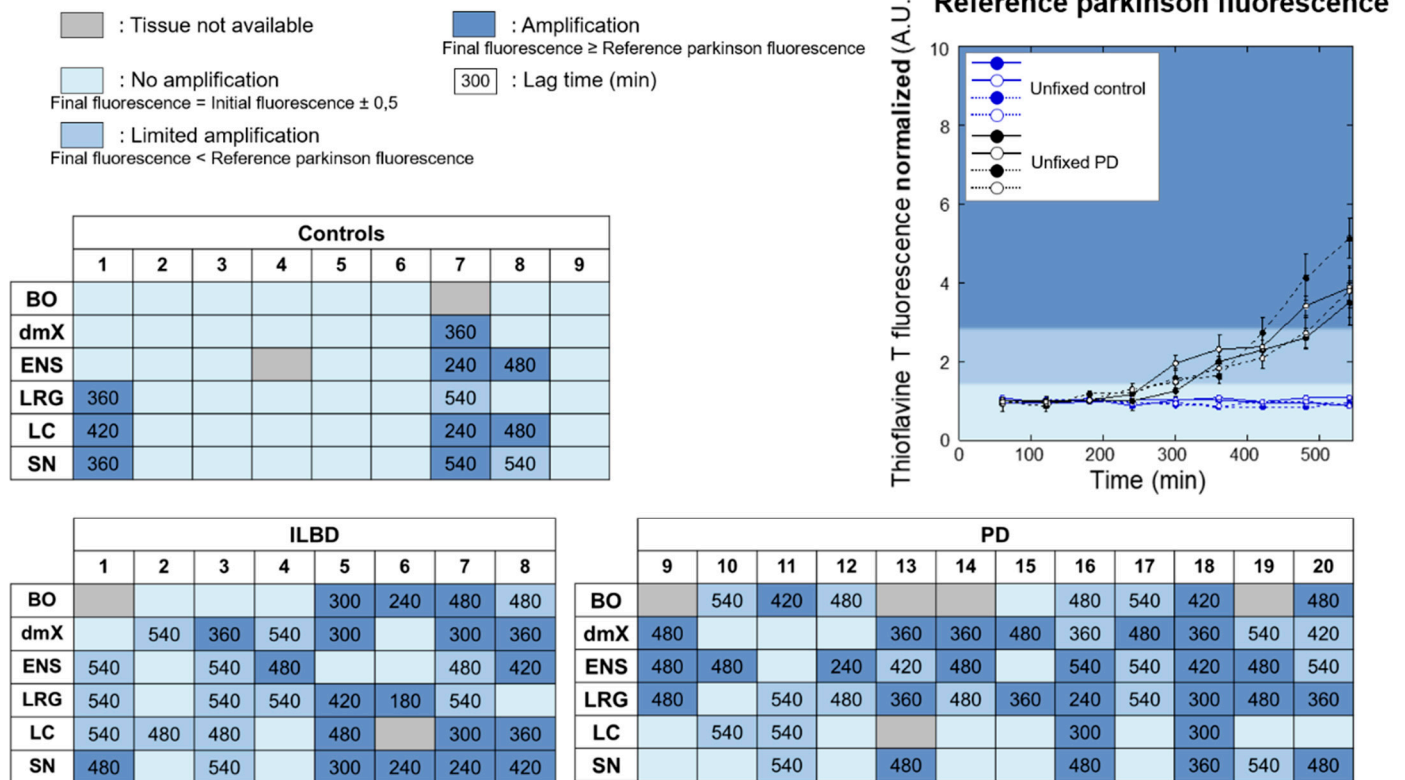 : Tissue not available
: Amplification
Final fluorescence ≥ Reference parkinson fluorescence
: No amplification
Final fluorescence = Initial fluorescence ± 0,5
300 : Lag time (min)
: Limited amplification
Final fluorescence < Reference parkinson fluorescence
Reference parkinson fluorescence
Thioflavine T fluorescence normalized (A.U.
10
8
6
4
2
0
Unfixed control
Unfixed PD
0 100 200 300 400 500
Time (min)
Controls
1 2 3 4 5 6 7 8 9
BO
dmX 360
ENS 240 480
LRG 360 540
LC 420 240 480
SN 360 540 540
ILBD
1 2 3 4 5 6 7 8
BO 300 240 480 480
dmX 540 360 540 300 300 360
ENS 540 540 480 480 420
LRG 540 540 540 420 180 540
LC 540 480 480 480 300 360
SN 480 540 300 240 240 420
PD
9 10 11 12 13 14 15 16 17 18 19 20
BO 540 420 480 480 540 420 480
dmX 480 360 360 480 360 480 360 540 420
ENS 480 480 240 420 480 540 540 420 480 540
LRG 480 540 480 360 480 360 240 540 300 480 360
LC 540 540 300 300
SN 540 480 480 360 540 480